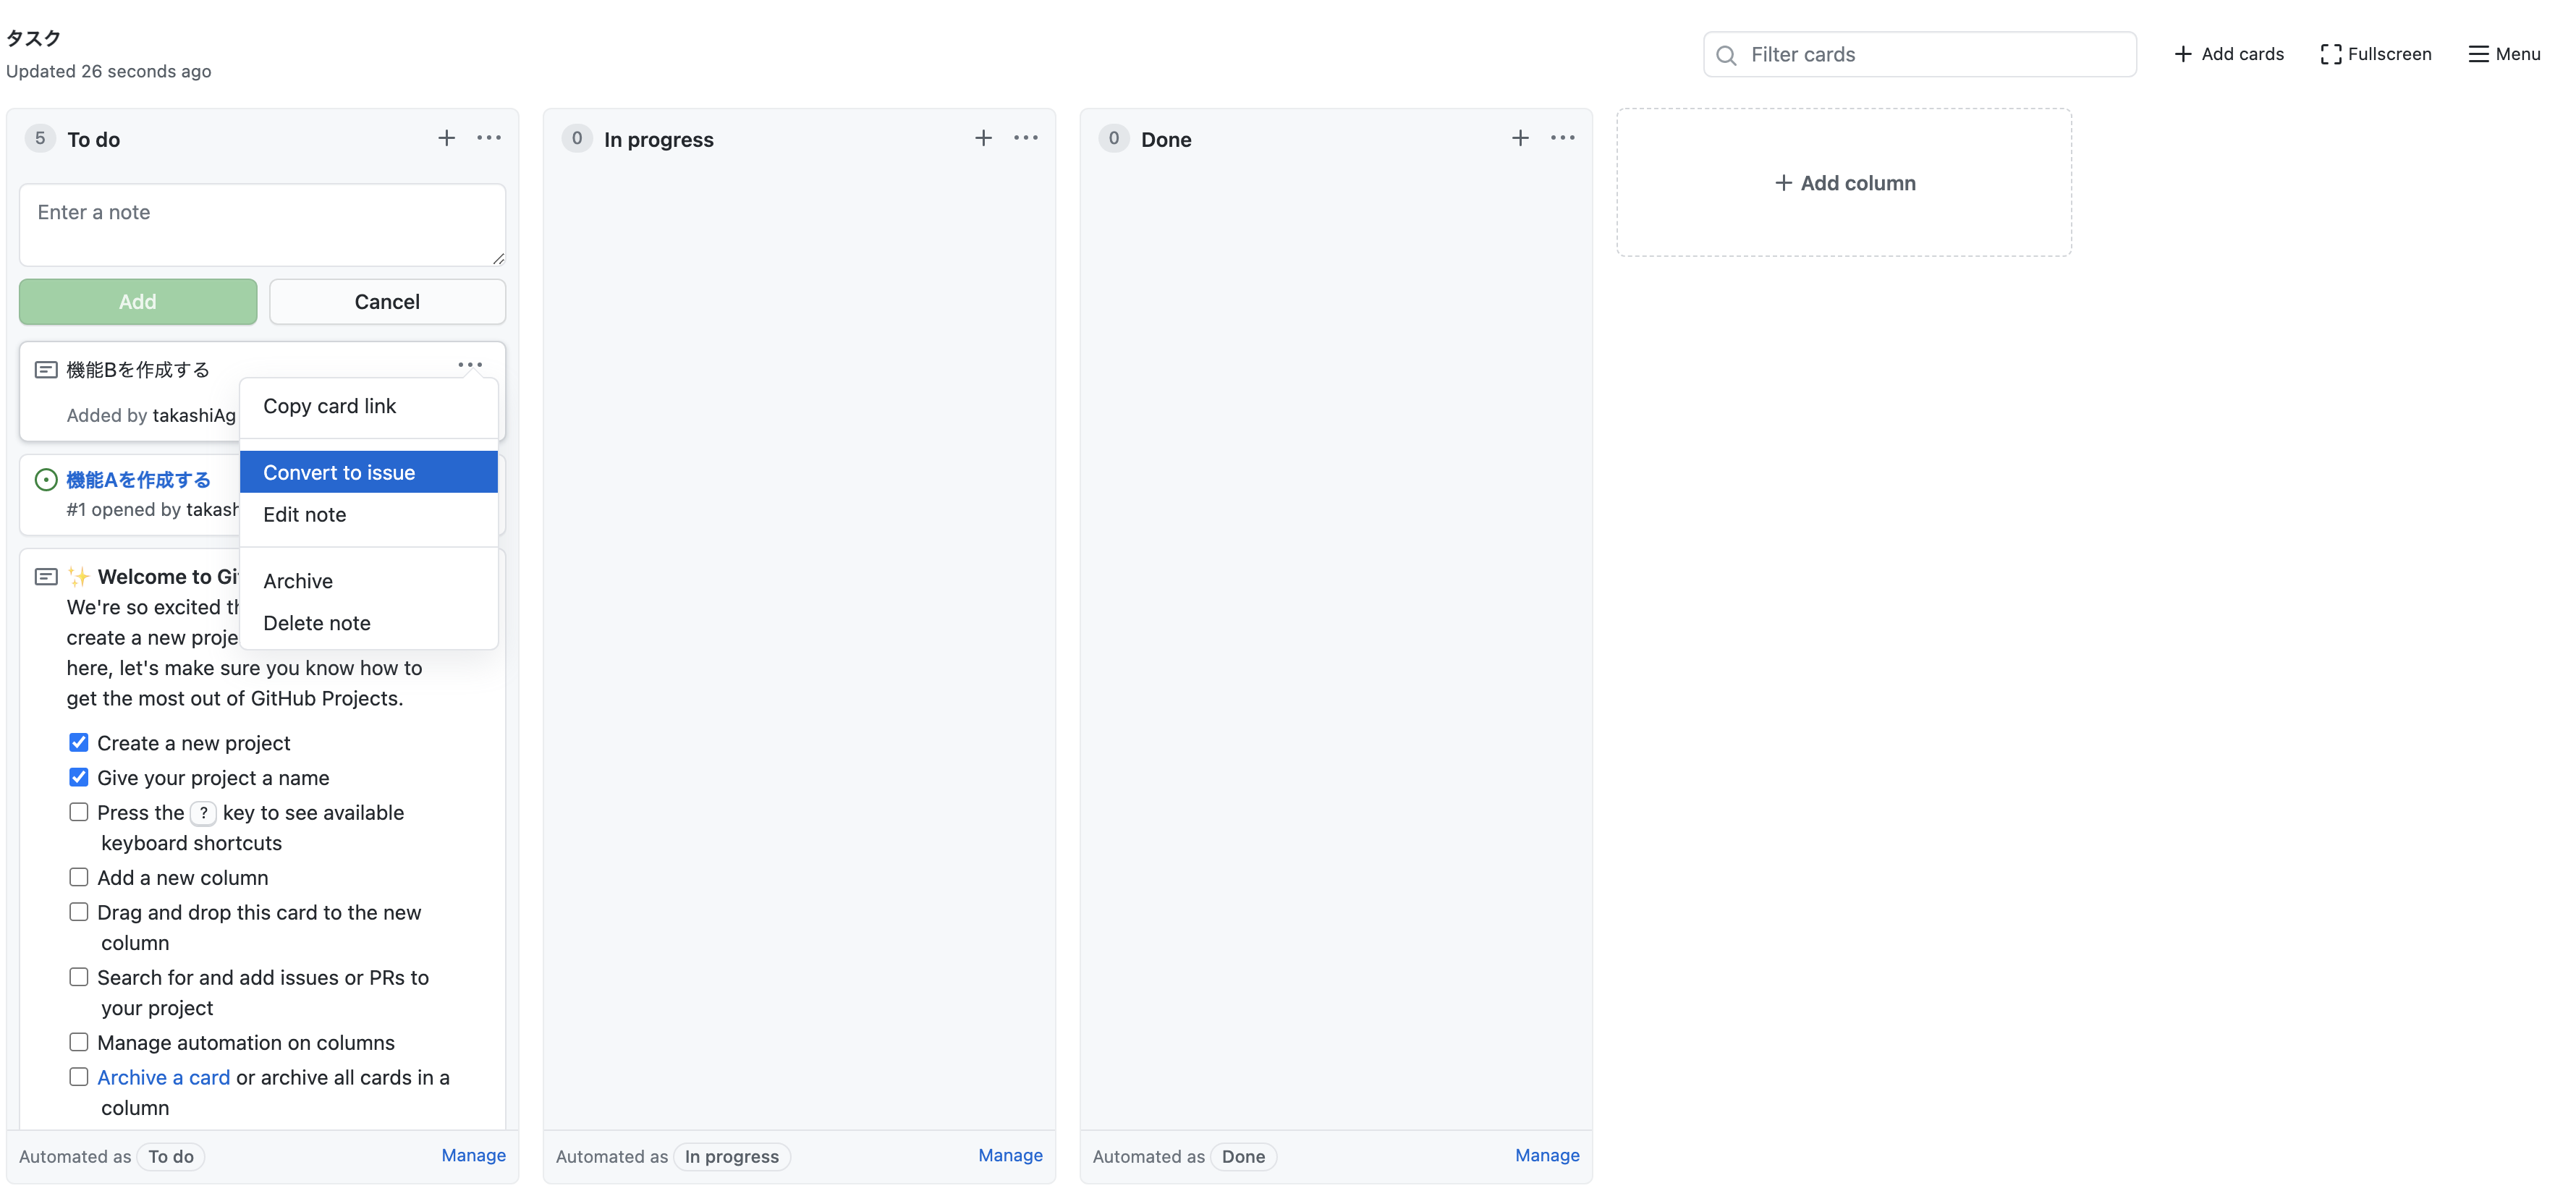 タスク
Updated 26 seconds ago
Filter cards
Add cards
Fullscreen
Menu
5 To do
Enter a note
Add
Cancel
機能Bを作成する
Added by takashiAg
Copy card link
Convert to issue
Edit note
Archive
Delete note
機能Aを作成する
#1 opened by takash
✨ Welcome to Gi
We're so excited th
create a new proje
here, let's make sure you know how to
get the most out of GitHub Projects.
Create a new project
Give your project a name
Press the ? key to see available
keyboard shortcuts
Add a new column
Drag and drop this card to the new
column
Search for and add issues or PRs to
your project
Manage automation on columns
Archive a card or archive all cards in a
column
Automated as To do
Manage
0 In progress
Automated as In progress
Manage
0 Done
Automated as Done
Manage
Add column